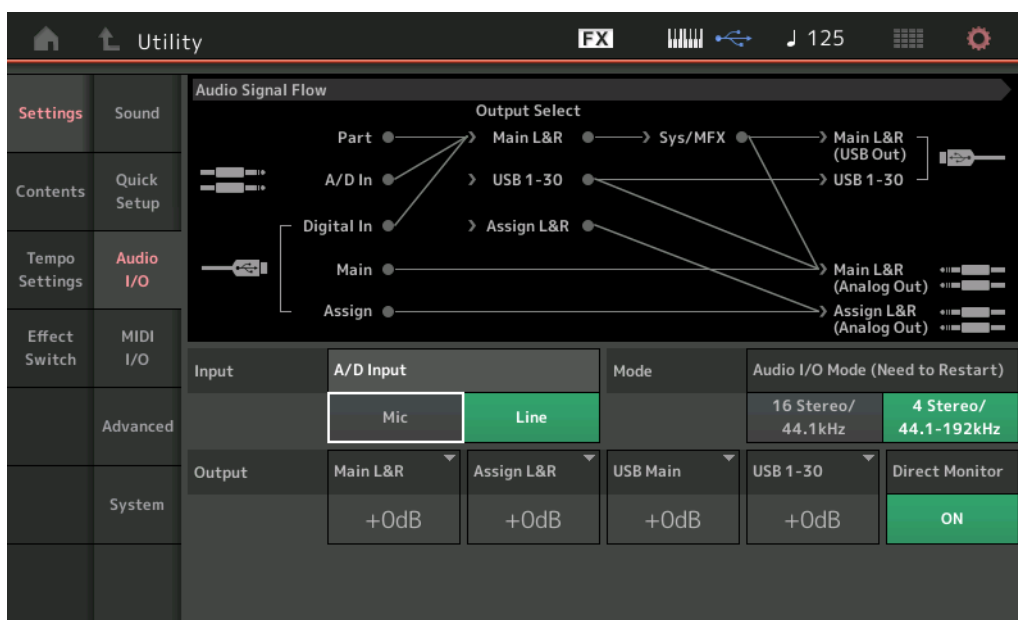 Utility
FX
125
Settings
Sound
Contents
Quick
Setup
Tempo
Settings
Audio
I/O
Effect
Switch
MIDI
I/O
Advanced
System
Audio Signal Flow
Output Select
Part
Main L&R
Sys/MFX
Main L&R
(USB Out)
A/D In
USB 1-30
USB 1-30
Digital In
Assign L&R
Main
Main L&R
(Analog Out)
Assign
Assign L&R
(Analog Out)
Input
A/D Input
Mode
Audio I/O Mode (Need to Restart)
Mic
Line
16 Stereo/
44.1kHz
4 Stereo/
44.1-192kHz
Output
Main L&R
Assign L&R
USB Main
USB 1-30
Direct Monitor
+0dB
+0dB
+0dB
+0dB
ON